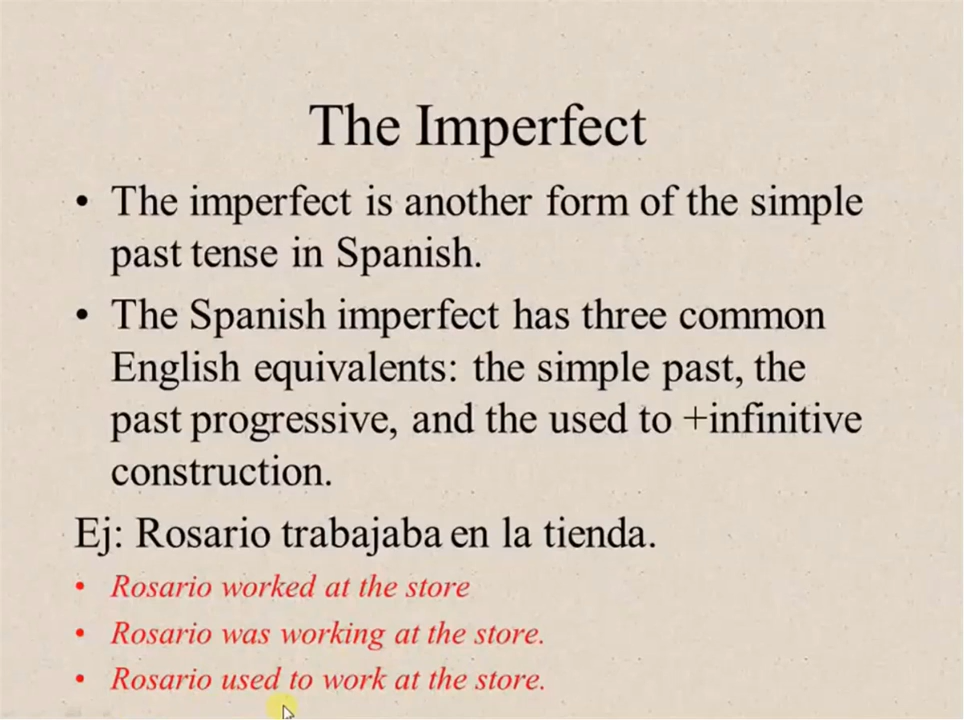 The Imperfect
• The imperfect is another form of the simple
past tense in Spanish.
• The Spanish imperfect has three common
English equivalents: the simple past, the
past progressive, and the used to +infinitive
construction.
Ej: Rosario trabajaba en la tienda.
• Rosario worked at the store
• Rosario was working at the store.
• Rosario used to work at the store.